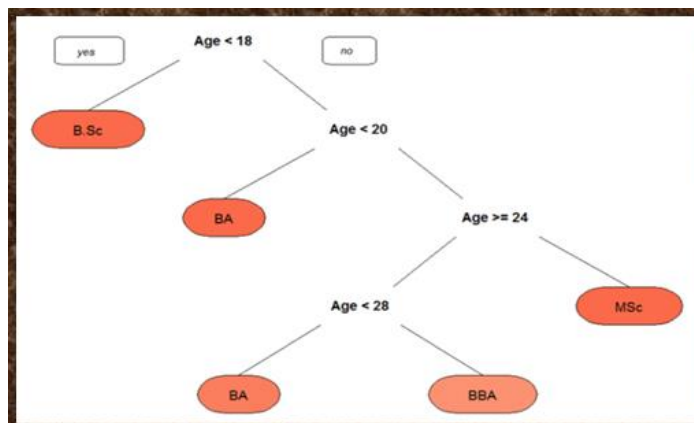 yes
Age < 18
no
B.Sc
Age < 20
BA
Age >= 24
Age < 28
MSc
BA
BBA